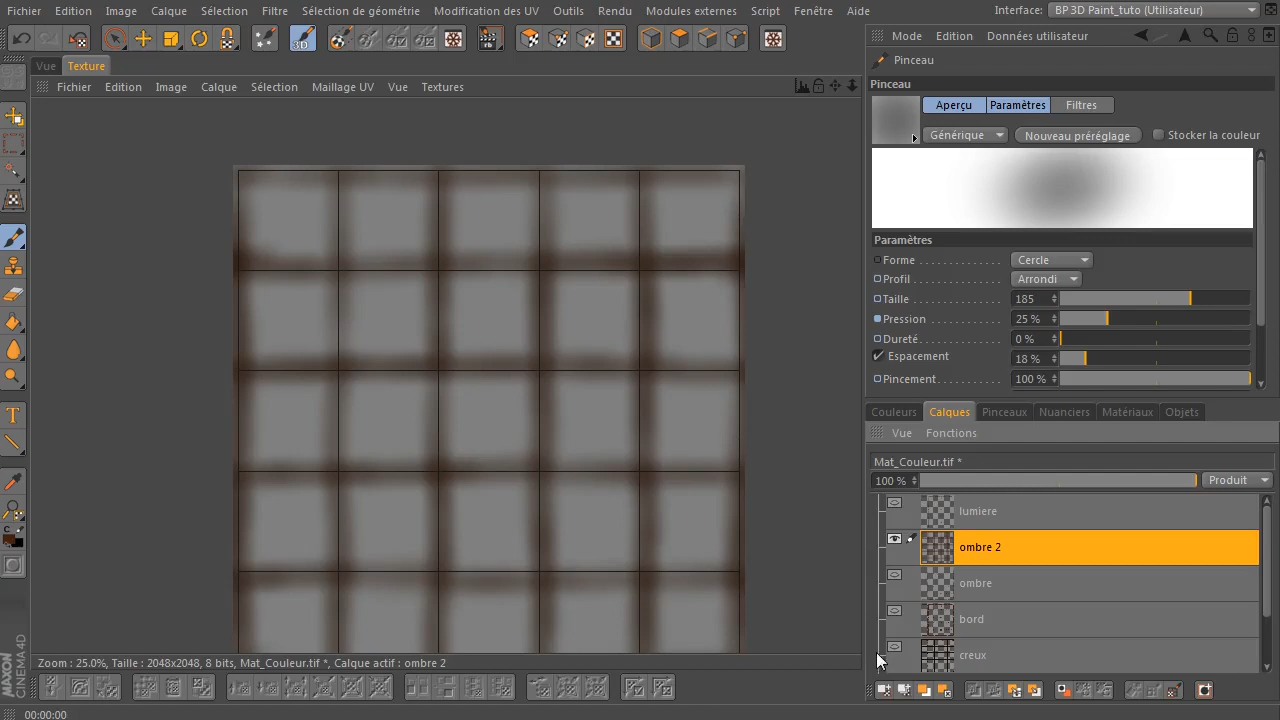 Fichier Edition Image Calque Sélection Filtre Sélection de géométrie Modification des UV Outils Rendu Modules externes Script Fenêtre Aide Interface: BP 3D Paint_tuto (Utilisateur)
Mode Edition Données utilisateur
3D
Pinceau
Vue Texture
Pinceau
Fichier Edition Image Calque Sélection Maillage UV Vue Textures
Aperçu Paramètres Filtres
Générique Nouveau préréglage Stocker la couleur
Paramètres
Forme Cercle
Profil Arrondi
Taille 185
Pression 25 %
Dureté 0 %
Espacement 18 %
Pincement 100 %
Couleurs Calques Pinceaux Nuanciers Matériaux Objets
Vue Fonctions
Mat_Couleur.tif *
100 % Produit
lumiere
ombre 2
ombre
bord
creux
Zoom : 25.0%, Taille : 2048x2048, 8 bits, Mat_Couleur.tif *, Calque actif : ombre 2
MAXON CINEMA 4D
00:00:00